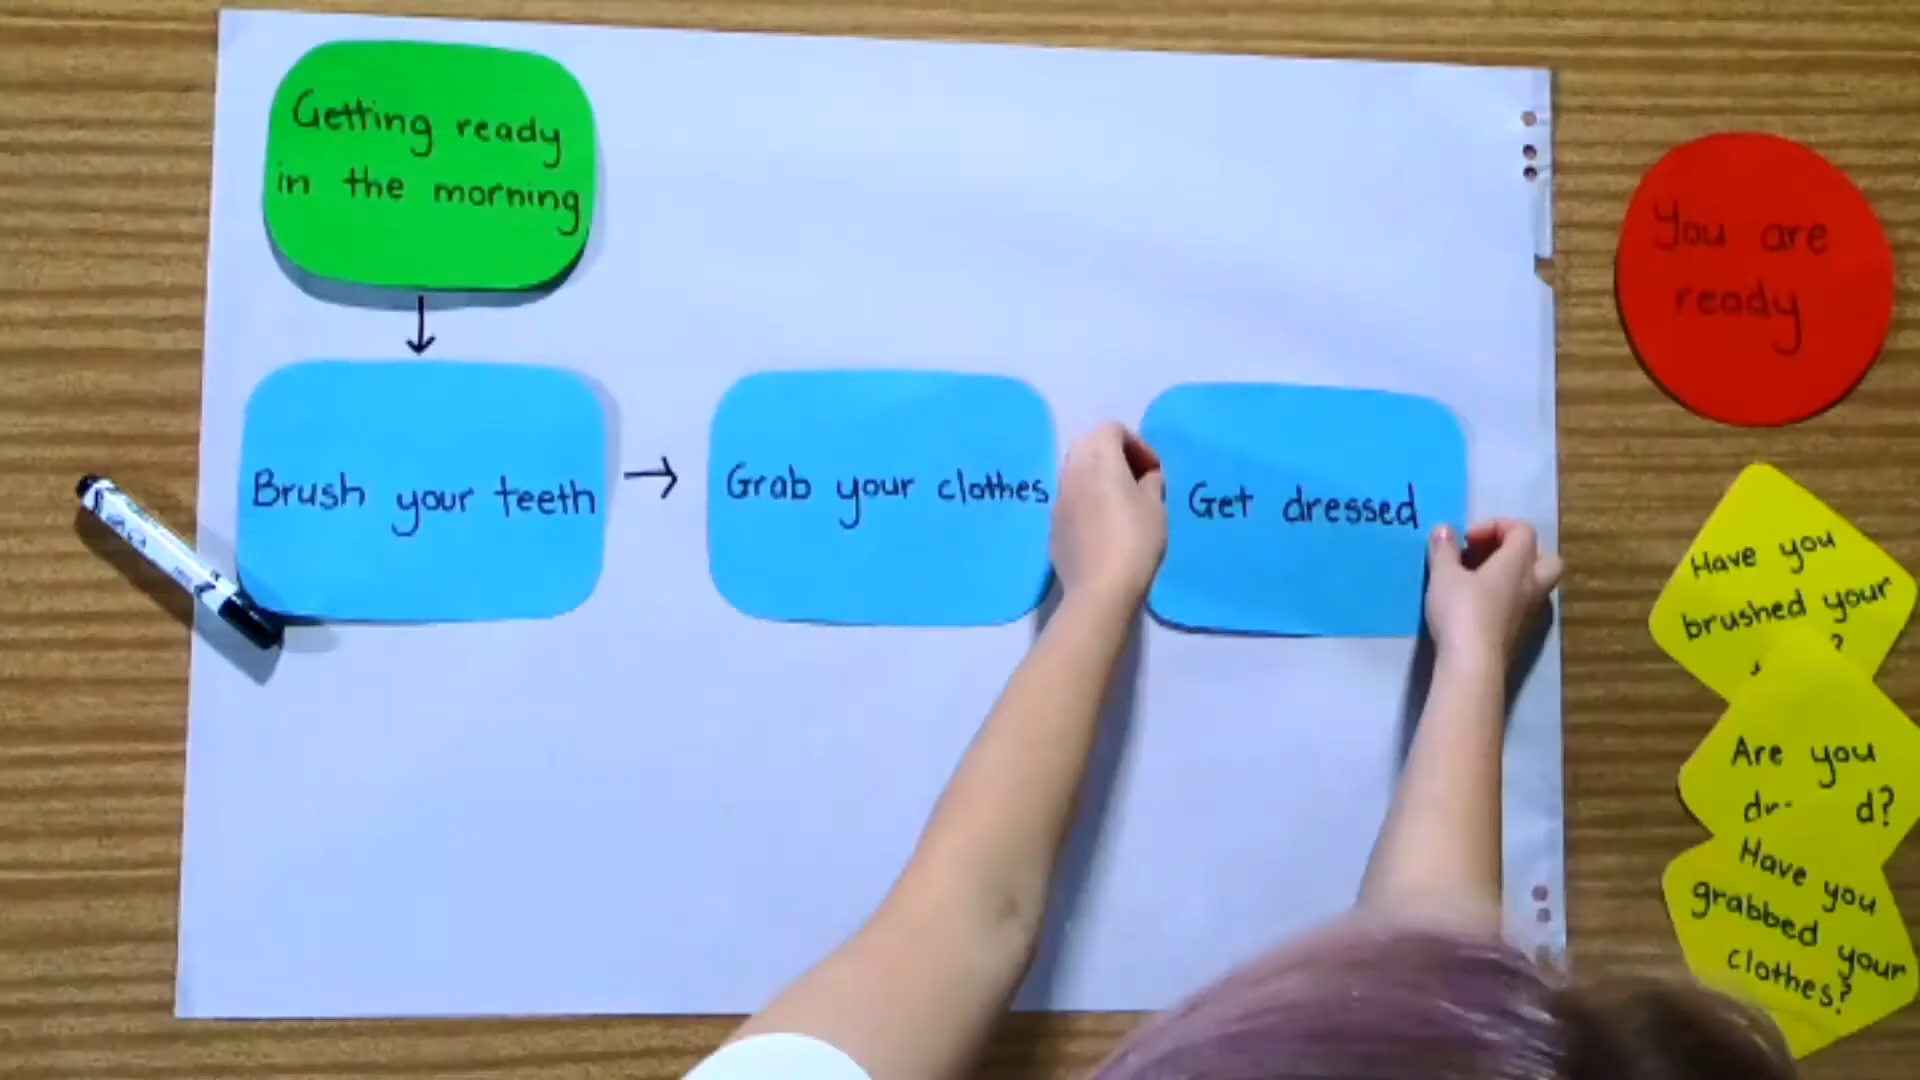 Getting ready
in the morning
Brush your teeth
Grab your clothes
Get dressed
You are
ready
Have you
brushed your
?
Are you
Have you
grabbed your
clothes?